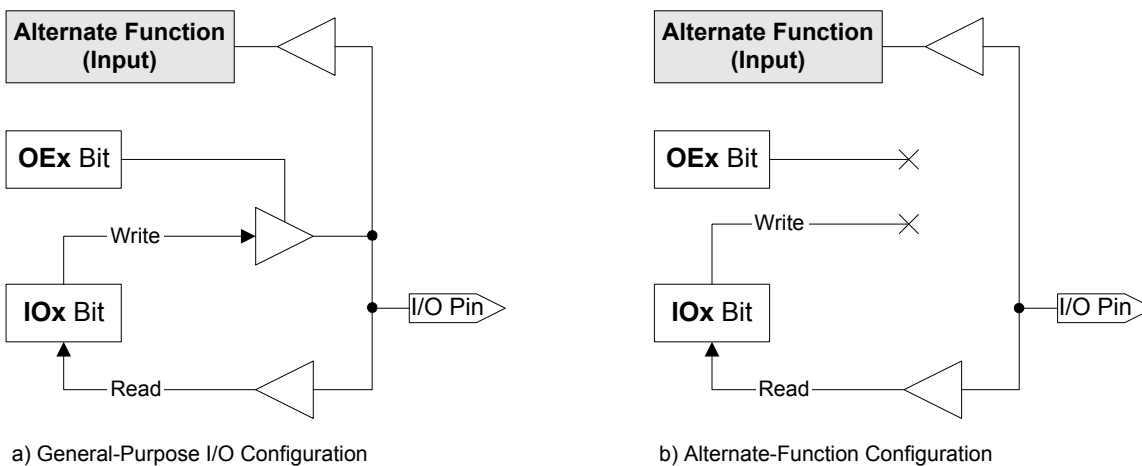 Alternate Function
(Input)
OEx Bit
Write
IOx Bit
I/O Pin
Read
a) General-Purpose I/O Configuration
Alternate Function
(Input)
OEx Bit
Write
IOx Bit
I/O Pin
Read
b) Alternate-Function Configuration